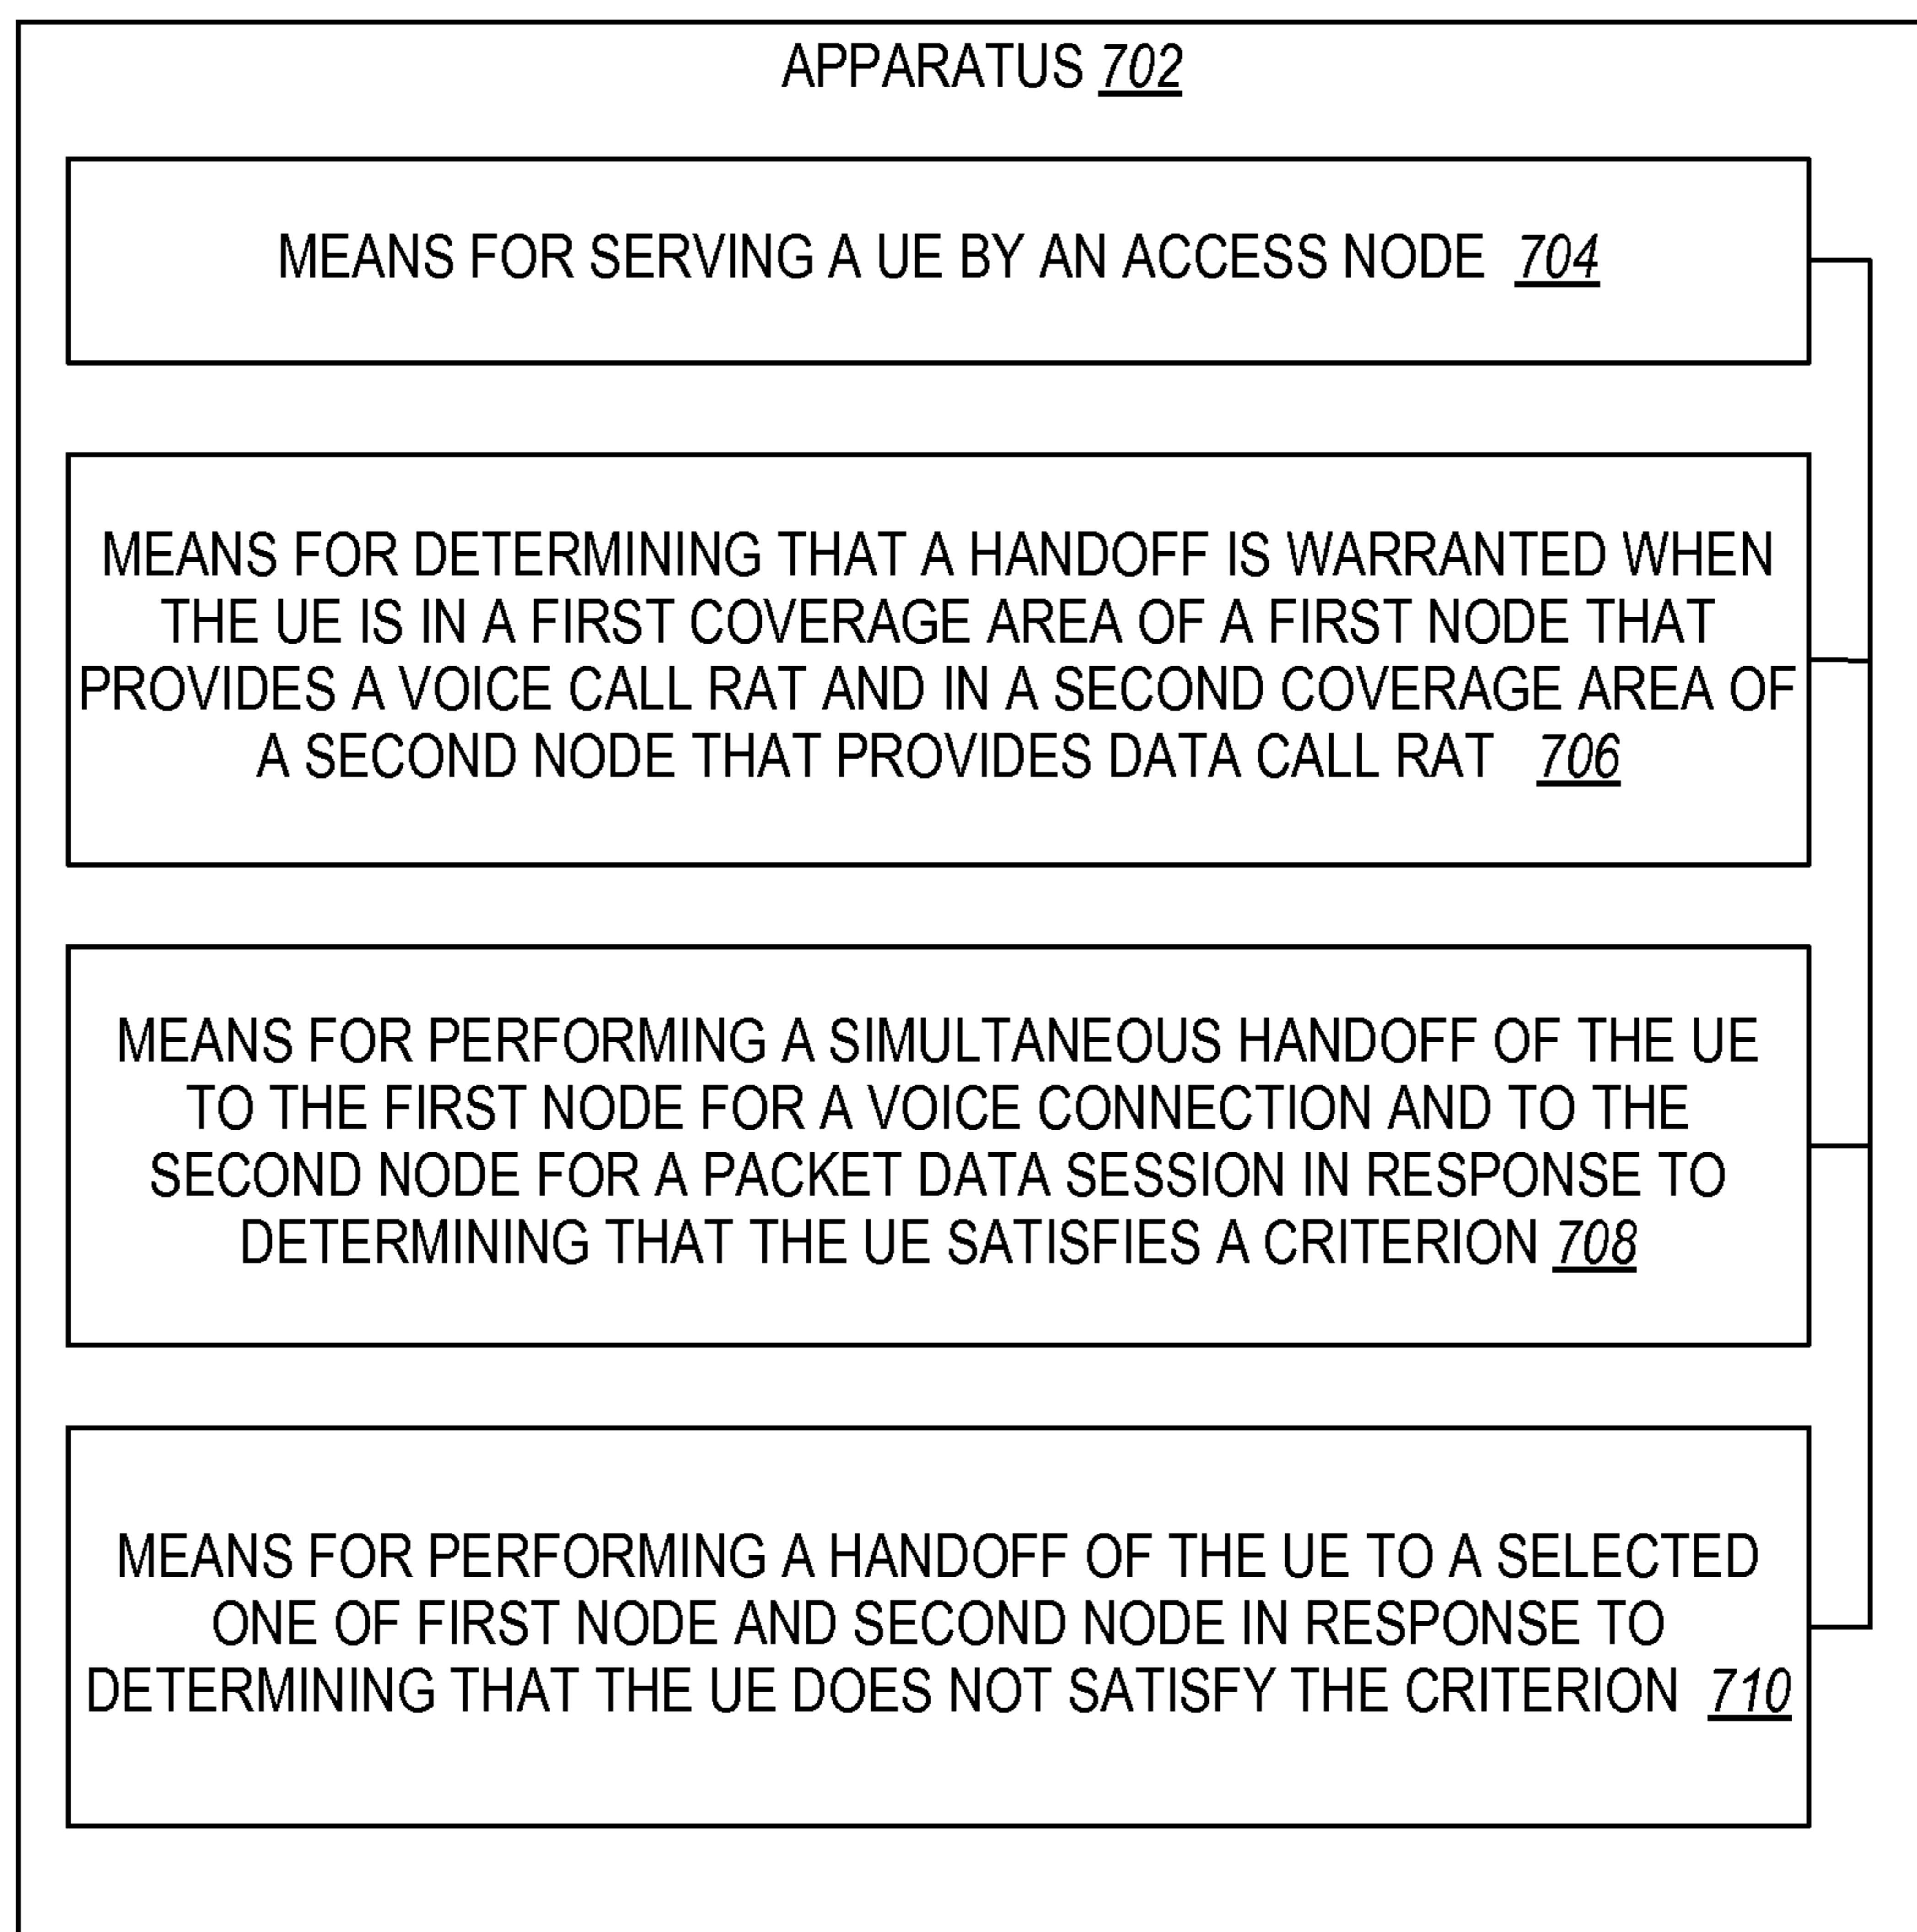 APPARATUS 702
MEANS FOR SERVING A UE BY AN ACCESS NODE 704
MEANS FOR DETERMINING THAT A HANDOFF IS WARRANTED WHEN
THE UE IS IN A FIRST COVERAGE AREA OF A FIRST NODE THAT
PROVIDES A VOICE CALL RAT AND IN A SECOND COVERAGE AREA OF
A SECOND NODE THAT PROVIDES DATA CALL RAT 706
MEANS FOR PERFORMING A SIMULTANEOUS HANDOFF OF THE UE
TO THE FIRST NODE FOR A VOICE CONNECTION AND TO THE
SECOND NODE FOR A PACKET DATA SESSION IN RESPONSE TO
DETERMINING THAT THE UE SATISFIES A CRITERION 708
MEANS FOR PERFORMING A HANDOFF OF THE UE TO A SELECTED
ONE OF FIRST NODE AND SECOND NODE IN RESPONSE TO
DETERMINING THAT THE UE DOES NOT SATISFY THE CRITERION 710